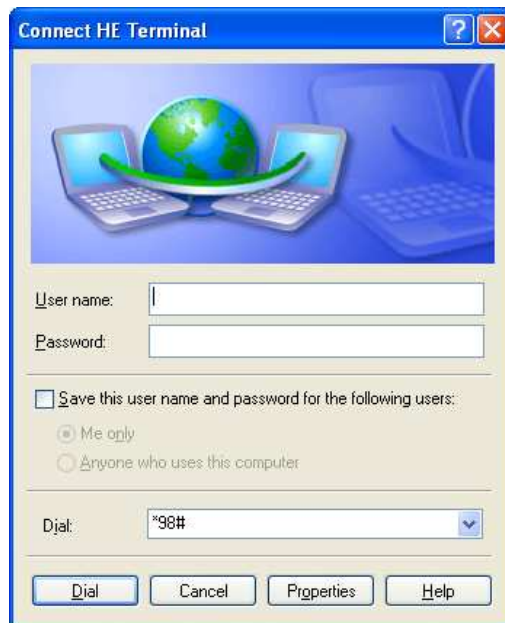 Connect HE Terminal
User name:
Password:
Save this user name and password for the following users:
Me only
Anyone who uses this computer
Dial: *98#
Dial Cancel Properties Help